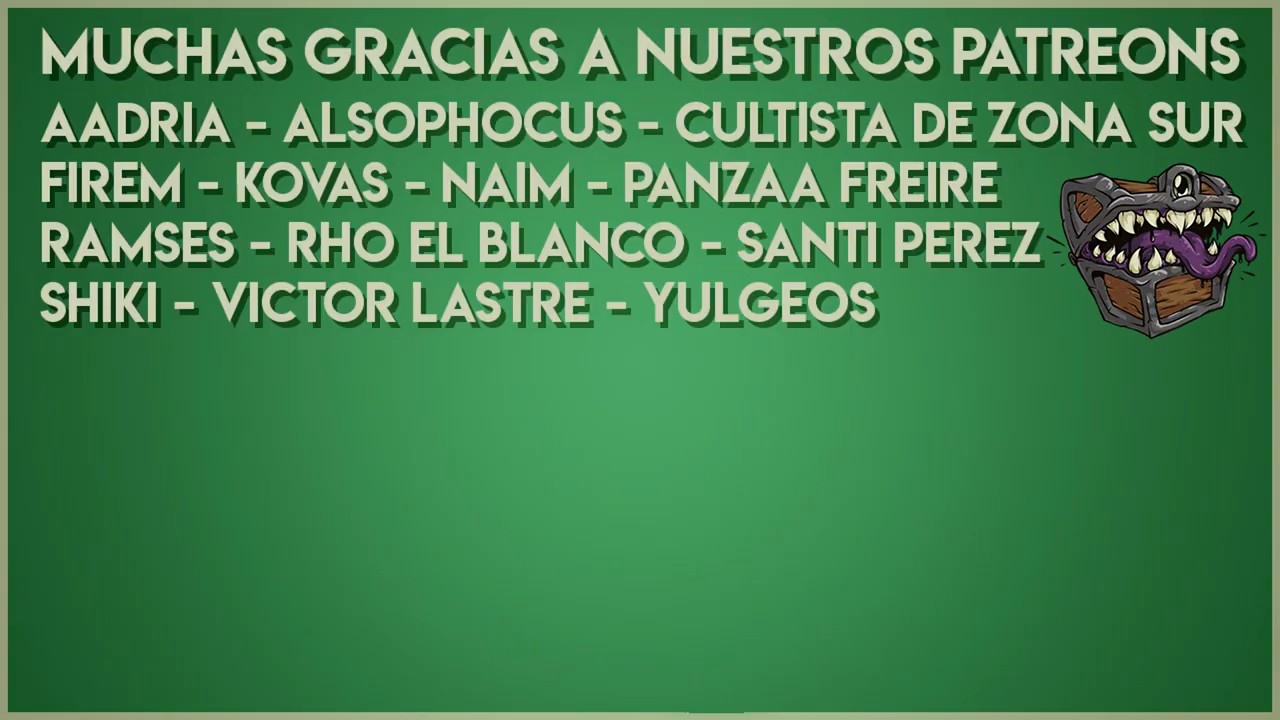 MUCHAS GRACIAS A NUESTROS PATREONS
AADRIA - ALSOPHOCUS - CULTISTA DE ZONA SUR
FIREM - KOVAS - NAIM - PANZAA FREIRE
RAMSES - RHO EL BLANCO - SANTI PEREZ
SHIKI - VICTOR LASTRE - YULGEOS